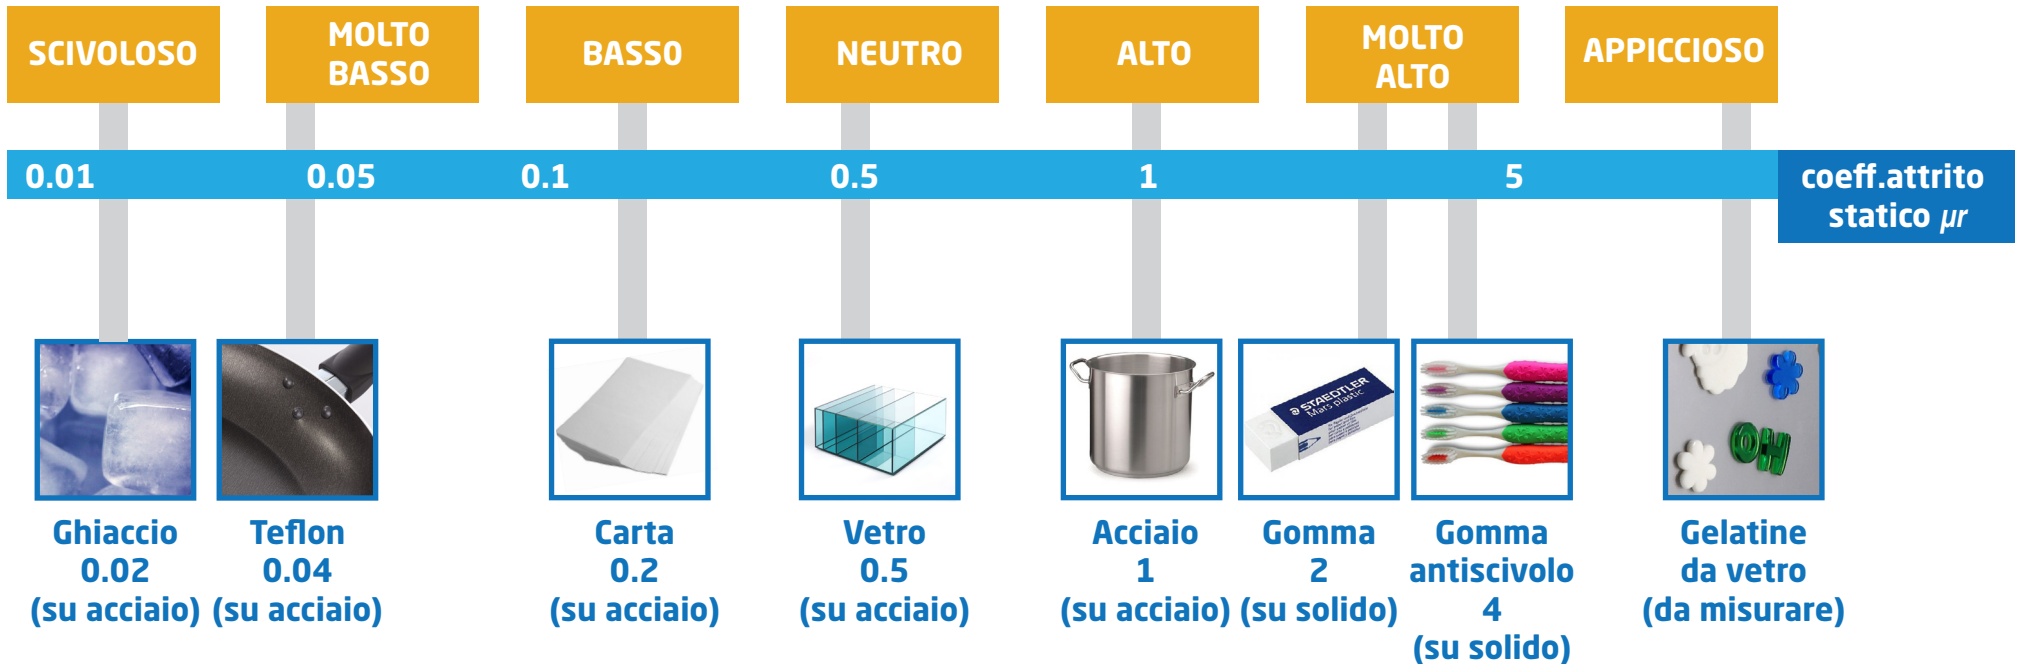 SCIVOLOSO
MOLTO
BASSO
BASSO
NEUTRO
ALTO
MOLTO
ALTO
APPICCIOSO
0.01
0.05
0.1
0.5
1
5
coeff.attrito
statico µr
STAEDTLER
Mars plastic
Ghiaccio
0.02
(su acciaio)
Teflon
0.04
(su acciaio)
Carta
0.2
(su acciaio)
Vetro
0.5
(su acciaio)
Acciaio
1
(su acciaio)
Gomma
2
(su solido)
Gomma
antiscivolo
4
(su solido)
OH
Gelatine
da vetro
(da misurare)